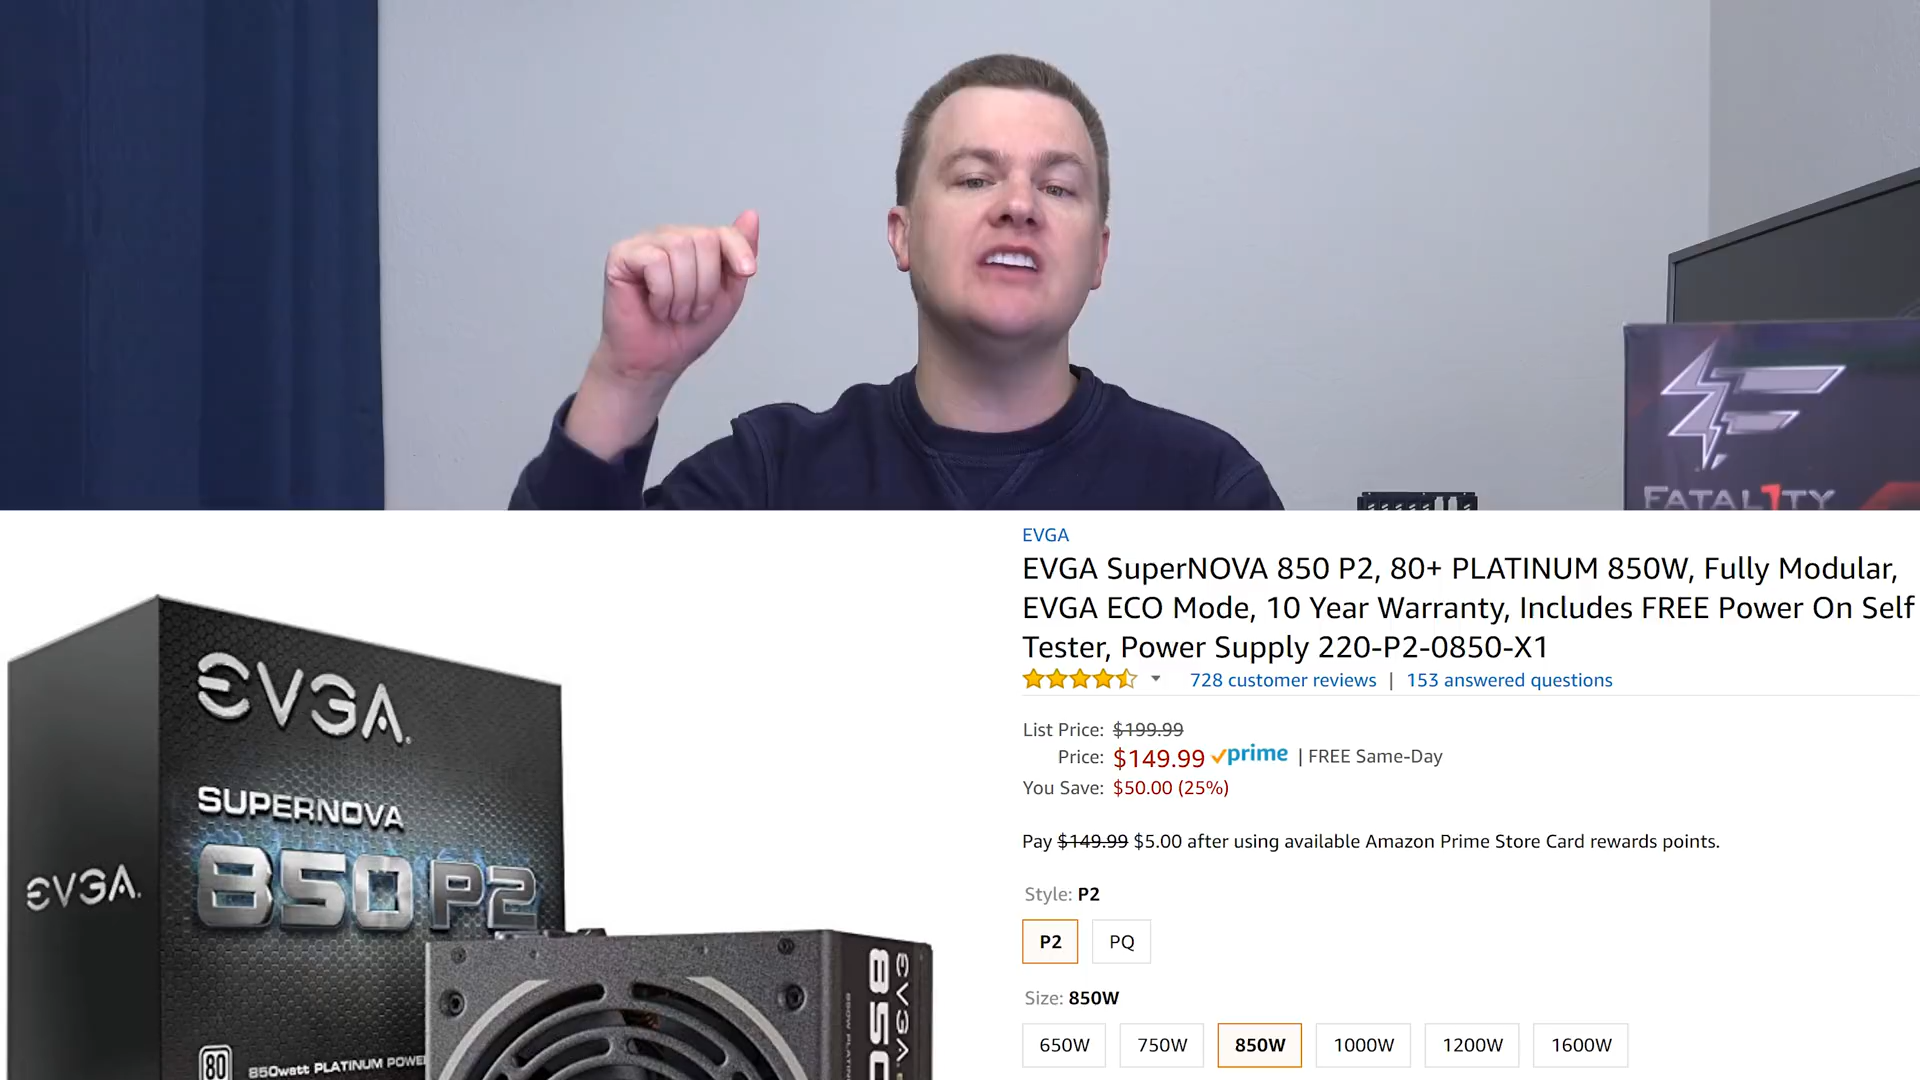 FATAL1TY
EVGA
EVGA SuperNOVA 850 P2, 80+ PLATINUM 850W, Fully Modular,
EVGA ECO Mode, 10 Year Warranty, Includes FREE Power On Self
Tester, Power Supply 220-P2-0850-X1
728 customer reviews | 153 answered questions
List Price: $199.99
Price: $149.99 prime | FREE Same-Day
You Save: $50.00 (25%)
Pay $149.99 $5.00 after using available Amazon Prime Store Card rewards points.
Style: P2
P2 PQ
Size: 850W
650W 750W 850W 1000W 1200W 1600W
EVGA
SUPERNOVA
850 P2
EVGA
80
850watt PLATINUM POWE
EVGA
850